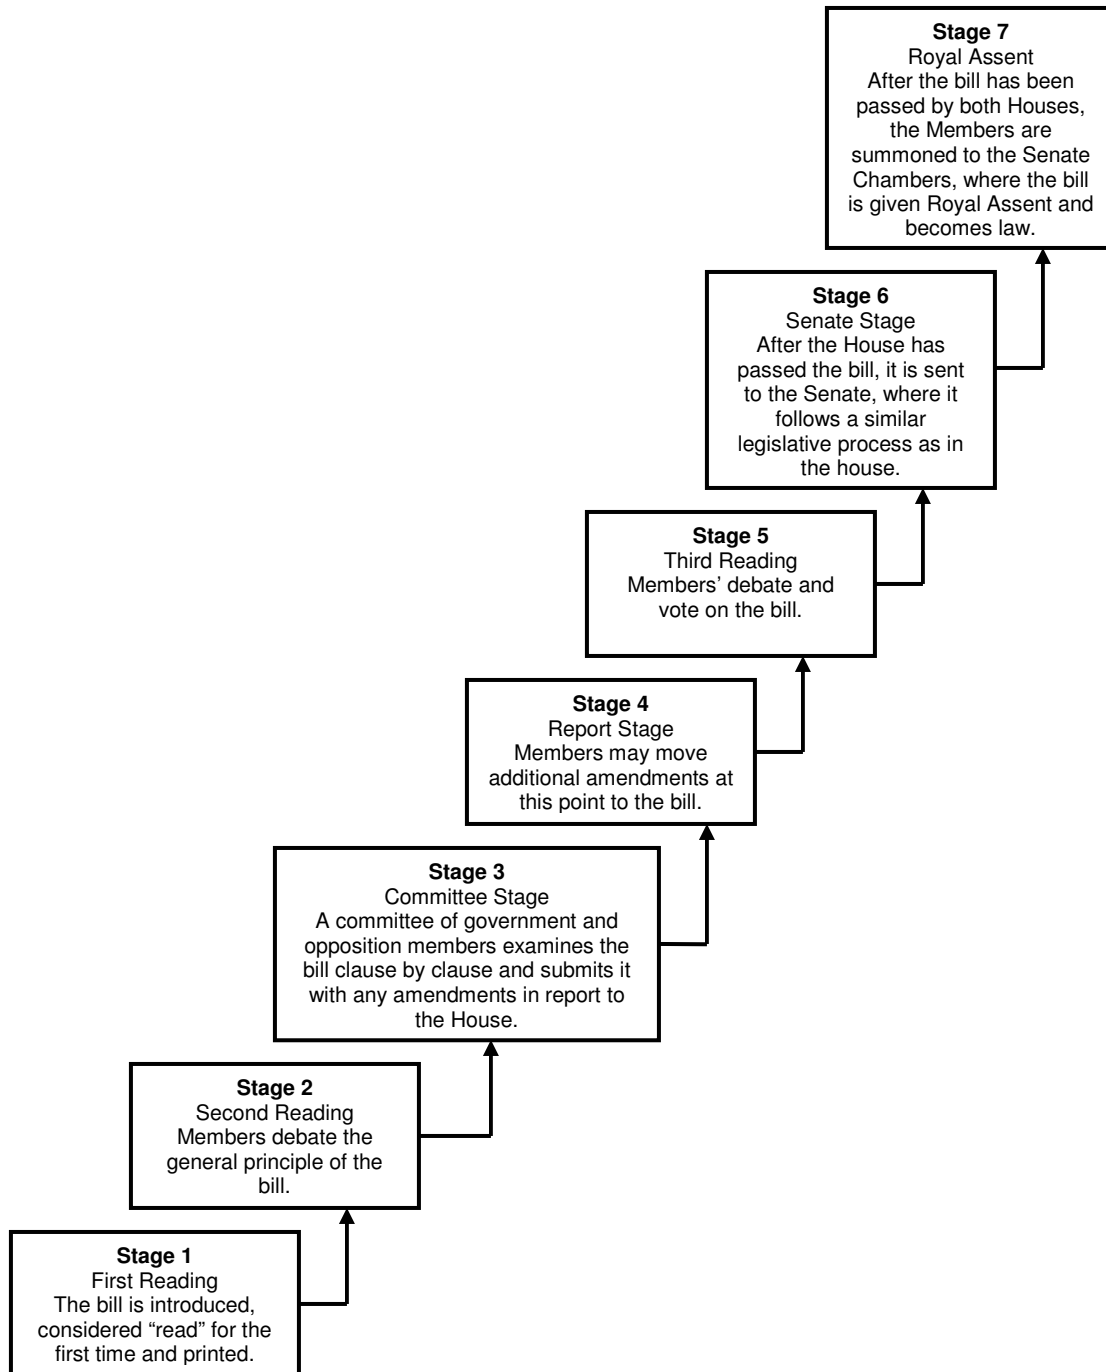 Stage 7
Royal Assent
After the bill has been
passed by both Houses,
the Members are
summoned to the Senate
Chambers, where the bill
is given Royal Assent and
becomes law.
Stage 6
Senate Stage
After the House has
passed the bill, it is sent
to the Senate, where it
follows a similar
legislative process as in
the house.
Stage 5
Third Reading
Members’ debate and
vote on the bill.
Stage 4
Report Stage
Members may move
additional amendments at
this point to the bill.
Stage 3
Committee Stage
A committee of government and
opposition members examines the
bill clause by clause and submits it
with any amendments in report to
the House.
Stage 2
Second Reading
Members debate the
general principle of the
bill.
Stage 1
First Reading
The bill is introduced,
considered “read” for the
first time and printed.